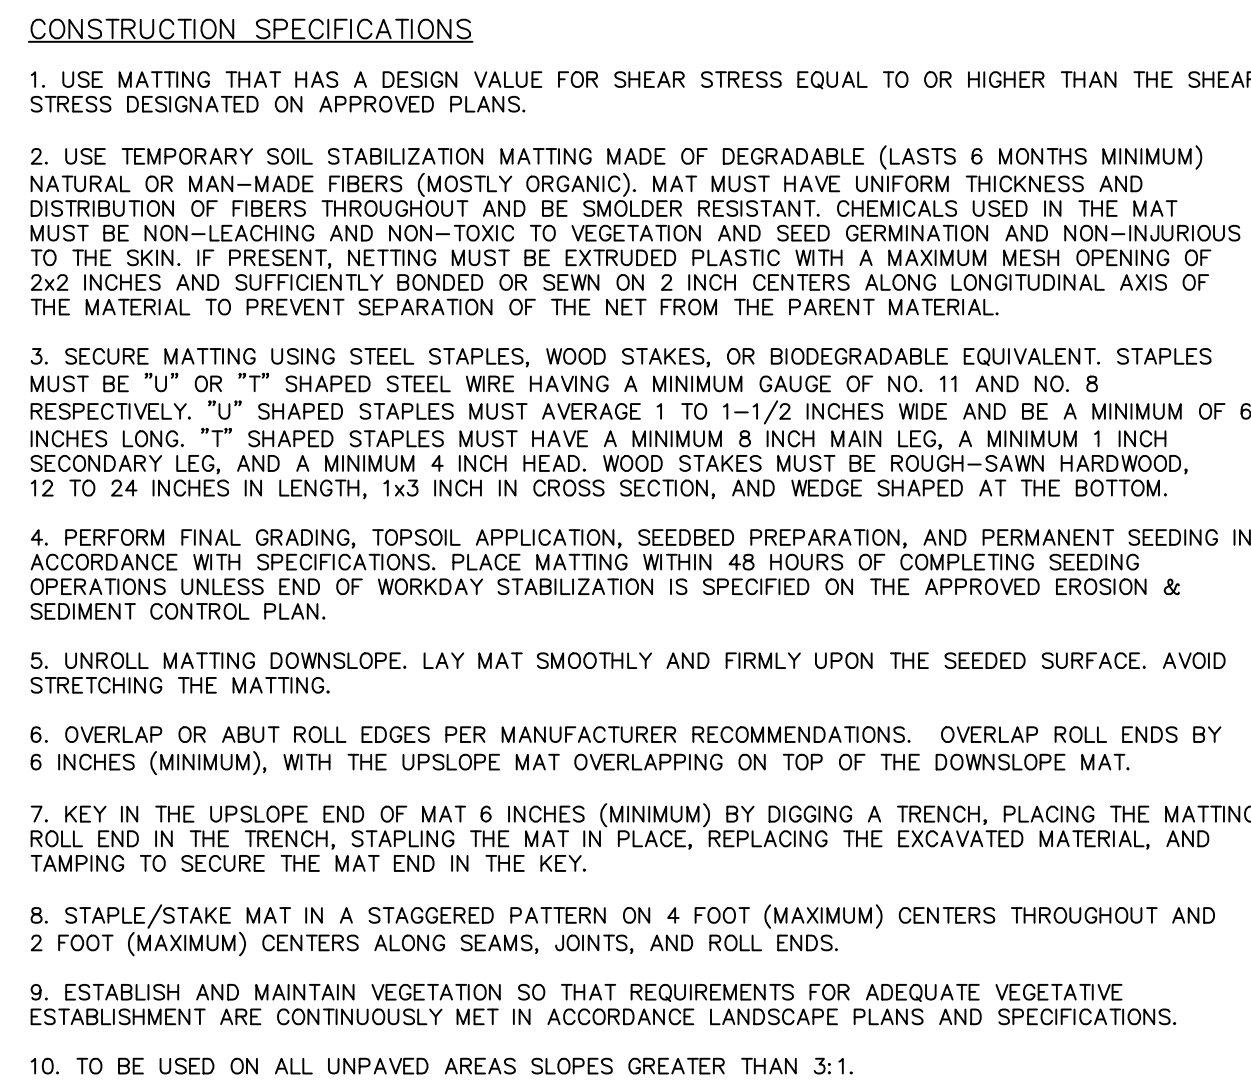 CONSTRUCTION SPECIFICATIONS
1. USE MATTING THAT HAS A DESIGN VALUE FOR SHEAR STRESS EQUAL TO OR HIGHER THAN THE SHEAR
STRESS DESIGNATED ON APPROVED PLANS.
2. USE TEMPORARY SOIL STABILIZATION MATTING MADE OF DEGRADABLE (LASTS 6 MONTHS MINIMUM)
NATURAL OR MAN-MADE FIBERS (MOSTLY ORGANIC). MAT MUST HAVE UNIFORM THICKNESS AND
DISTRIBUTION OF FIBERS THROUGHOUT AND BE SMOLDER RESISTANT. CHEMICALS USED IN THE MAT
MUST BE NON-LEACHING AND NON-TOXIC TO VEGETATION AND SEED GERMINATION AND NON-INJURIOUS
TO THE SKIN. IF PRESENT, NETTING MUST BE EXTRUDED PLASTIC WITH A MAXIMUM MESH OPENING OF
2x2 INCHES AND SUFFICIENTLY BONDED OR SEWN ON 2 INCH CENTERS ALONG LONGITUDINAL AXIS OF
THE MATERIAL TO PREVENT SEPARATION OF THE NET FROM THE PARENT MATERIAL.
3. SECURE MATTING USING STEEL STAPLES, WOOD STAKES, OR BIODEGRADABLE EQUIVALENT. STAPLES
MUST BE "U" OR "T" SHAPED STEEL WIRE HAVING A MINIMUM GAUGE OF NO. 11 AND NO. 8
RESPECTIVELY. "U" SHAPED STAPLES MUST AVERAGE 1 TO 1-1/2 INCHES WIDE AND BE A MINIMUM OF 6
INCHES LONG. "T" SHAPED STAPLES MUST HAVE A MINIMUM 8 INCH MAIN LEG, A MINIMUM 1 INCH
SECONDARY LEG, AND A MINIMUM 4 INCH HEAD. WOOD STAKES MUST BE ROUGH-SAWN HARDWOOD,
12 TO 24 INCHES IN LENGTH, 1x3 INCH IN CROSS SECTION, AND WEDGE SHAPED AT THE BOTTOM.
4. PERFORM FINAL GRADING, TOPSOIL APPLICATION, SEEDBED PREPARATION, AND PERMANENT SEEDING IN
ACCORDANCE WITH SPECIFICATIONS. PLACE MATTING WITHIN 48 HOURS OF COMPLETING SEEDING
OPERATIONS UNLESS END OF WORKDAY STABILIZATION IS SPECIFIED ON THE APPROVED EROSION &
SEDIMENT CONTROL PLAN.
5. UNROLL MATTING DOWNSLOPE. LAY MAT SMOOTHLY AND FIRMLY UPON THE SEEDED SURFACE. AVOID
STRETCHING THE MATTING.
6. OVERLAP OR ABUT ROLL EDGES PER MANUFACTURER RECOMMENDATIONS. OVERLAP ROLL ENDS BY
6 INCHES (MINIMUM), WITH THE UPSLOPE MAT OVERLAPPING ON TOP OF THE DOWNSLOPE MAT.
7. KEY IN THE UPSLOPE END OF MAT 6 INCHES (MINIMUM) BY DIGGING A TRENCH, PLACING THE MATTING
ROLL END IN THE TRENCH, STAPLING THE MAT IN PLACE, REPLACING THE EXCAVATED MATERIAL, AND
TAMPING TO SECURE THE MAT END IN THE KEY.
8. STAPLE/STAKE MAT IN A STAGGERED PATTERN ON 4 FOOT (MAXIMUM) CENTERS THROUGHOUT AND
2 FOOT (MAXIMUM) CENTERS ALONG SEAMS, JOINTS, AND ROLL ENDS.
9. ESTABLISH AND MAINTAIN VEGETATION SO THAT REQUIREMENTS FOR ADEQUATE VEGETATIVE
ESTABLISHMENT ARE CONTINUOUSLY MET IN ACCORDANCE LANDSCAPE PLANS AND SPECIFICATIONS.
10. TO BE USED ON ALL UNPAVED AREAS SLOPES GREATER THAN 3:1.